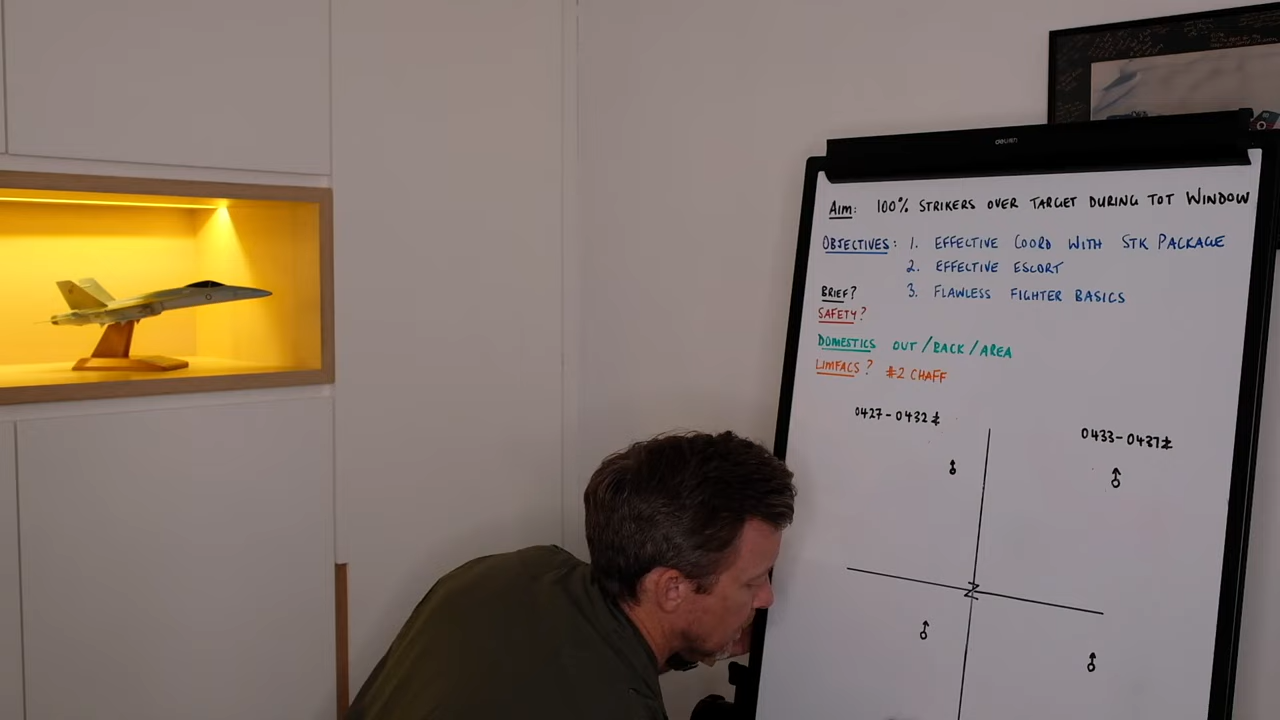 deli
AIM: 100% STRIKERS OVER TARGET DURING TOT WINDOW
OBJECTIVES: 1. EFFECTIVE COORD WITH STK PACKAGE
2. EFFECTIVE ESCORT
3. FLAWLESS FIGHTER BASICS
BRIEF?
SAFETY?
DOMESTICS OUT/BACK/AREA
LIMFACS? #2 CHAFF
0427-0432Z
0433-0437Z
N